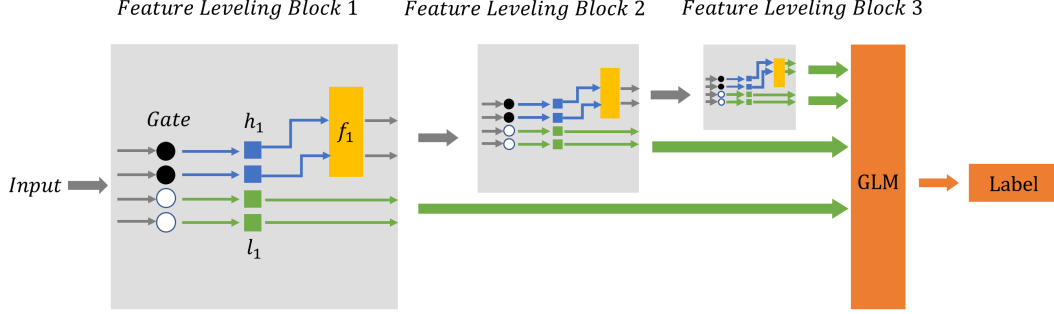 Feature Leveling Block 1
Feature Leveling Block 2
Feature Leveling Block 3
Gate
h₁
f₁
Input
GLM
Label
l₁